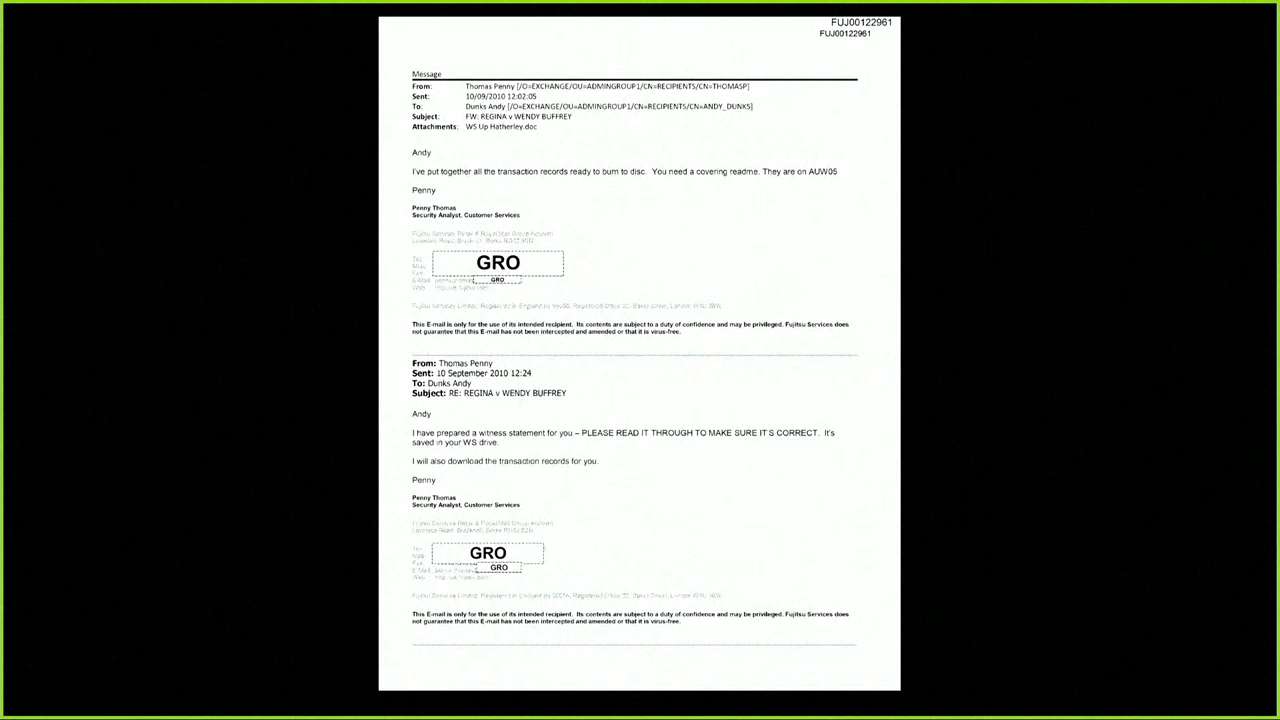 FUJ00122961
FUJ00122961
Message
From: Thomas Penny [/O=EXCHANGE/OU=ADMINGROUP1/CN=RECIPIENTS/CN=THOMASP]
Sent: 10/09/2010 12:02:05
To: Dunks Andy [/O=EXCHANGE/OU=ADMINGROUP1/CN=RECIPIENTS/CN=ANDY_DUNKS]
Subject: FW: REGINA v WENDY BUFFREY
Attachments: WS Up Hatherley.doc
Andy
I've put together all the transaction records ready to burn to disc. You need a covering readme. They are on AUW05
Penny
Penny Thomas
Security Analyst, Customer Services
GRO
GRO
This E-mail is only for the use of its intended recipient. Its contents are subject to a duty of confidence and may be privileged. Fujitsu Services does
not guarantee that this E-mail has not been intercepted and amended or that it is virus-free.
From: Thomas Penny
Sent: 10 September 2010 12:24
To: Dunks Andy
Subject: RE: REGINA v WENDY BUFFREY
Andy
I have prepared a witness statement for you – PLEASE READ IT THROUGH TO MAKE SURE IT'S CORRECT. It's
saved in your WS drive.
I will also download the transaction records for you.
Penny
Penny Thomas
Security Analyst, Customer Services
GRO
GRO
This E-mail is only for the use of its intended recipient. Its contents are subject to a duty of confidence and may be privileged. Fujitsu Services does
not guarantee that this E-mail has not been intercepted and amended or that it is virus-free.